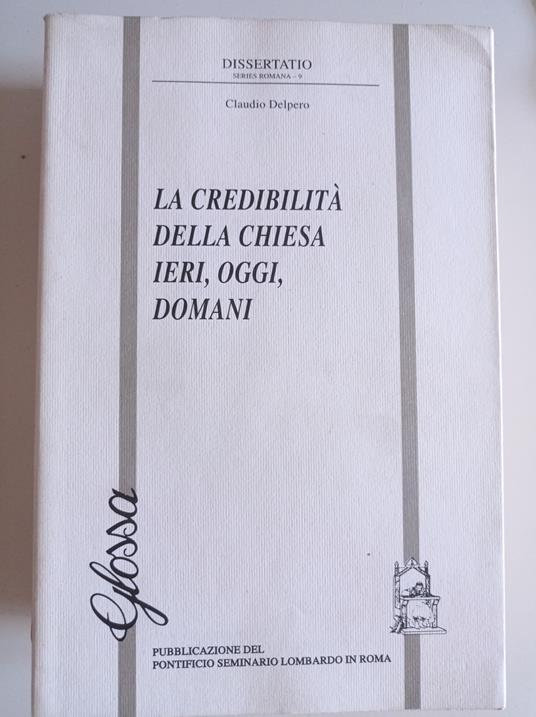 DISSERTATIO
SERIES ROMANA – 9
Claudio Delpero
LA CREDIBILITÀ
DELLA CHIESA
IERI, OGGI,
DOMANI
Glossa
PUBBLICAZIONE DEL
PONTIFICIO SEMINARIO LOMBARDO IN ROMA